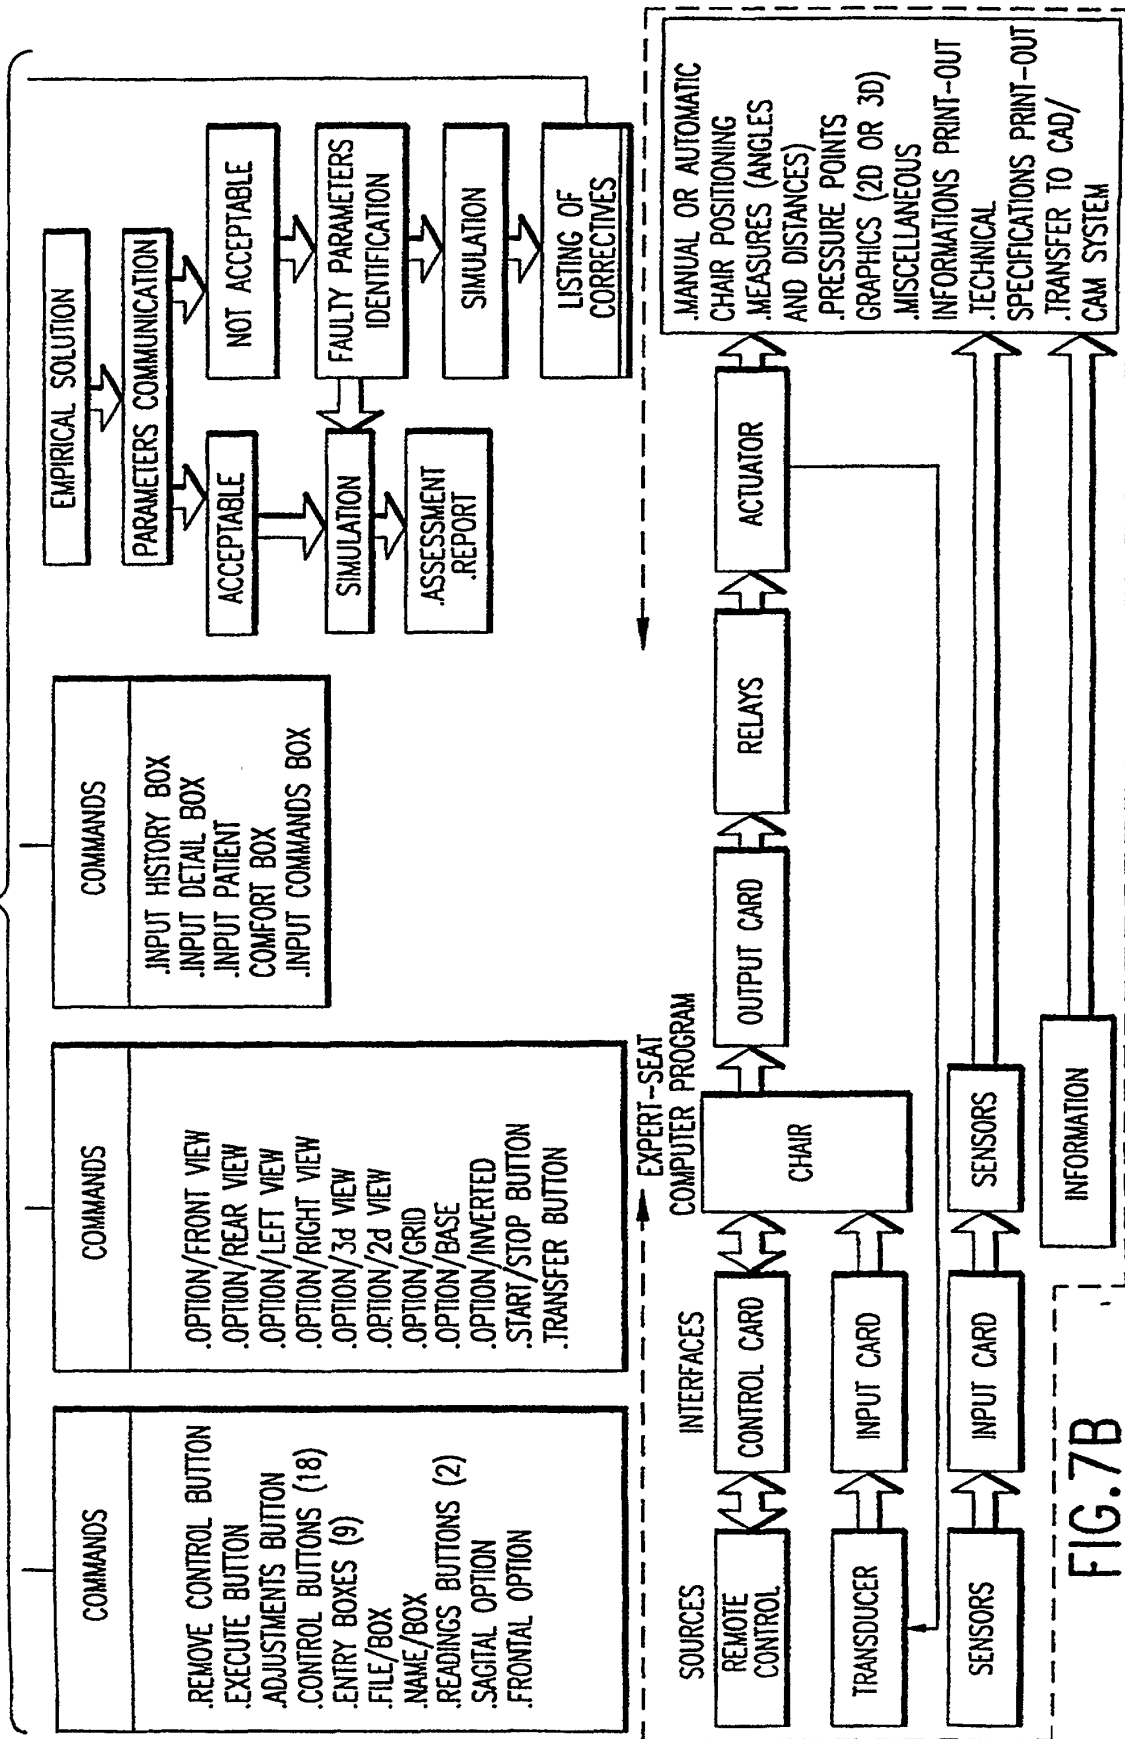 COMMANDS
.REMOVE CONTROL BUTTON
.EXECUTE BUTTON
.ADJUSTMENTS BUTTON
.CONTROL BUTTONS (18)
.ENTRY BOXES (9)
.FILE/BOX
.NAME/BOX
.READINGS BUTTONS (2)
.SAGITAL OPTION
.FRONTAL OPTION
COMMANDS
.OPTION/FRONT VIEW
.OPTION/REAR VIEW
.OPTION/LEFT VIEW
.OPTION/RIGHT VIEW
.OPTION/3d VIEW
.OPTION/2d VIEW
.OPTION/GRID
.OPTION/BASE
.OPTION/INVERTED
.START/STOP BUTTON
.TRANSFER BUTTON
COMMANDS
.INPUT HISTORY BOX
.INPUT DETAIL BOX
.INPUT PATIENT
COMFORT BOX
.INPUT COMMANDS BOX
EMPIRICAL SOLUTION
PARAMETERS COMMUNICATION
ACCEPTABLE
NOT ACCEPTABLE
SIMULATION
FAULTY PARAMETERS
IDENTIFICATION
.ASSESSMENT
.REPORT
SIMULATION
LISTING OF
CORRECTIVES
SOURCES
INTERFACES
EXPERT-SEAT
COMPUTER PROGRAM
REMOTE
CONTROL
CONTROL CARD
CHAIR
OUTPUT CARD
RELAYS
ACTUATOR
TRANSDUCER
INPUT CARD
SENSORS
INPUT CARD
SENSORS
INFORMATION
.MANUAL OR AUTOMATIC
CHAIR POSITIONING
.MEASURES (ANGLES
AND DISTANCES)
.PRESSURE POINTS
GRAPHICS (2D OR 3D)
.MISCELLANEOUS
INFORMATIONS PRINT-OUT
.TECHNICAL
SPECIFICATIONS PRINT-OUT
.TRANSFER TO CAD/
CAM SYSTEM
FIG.7B